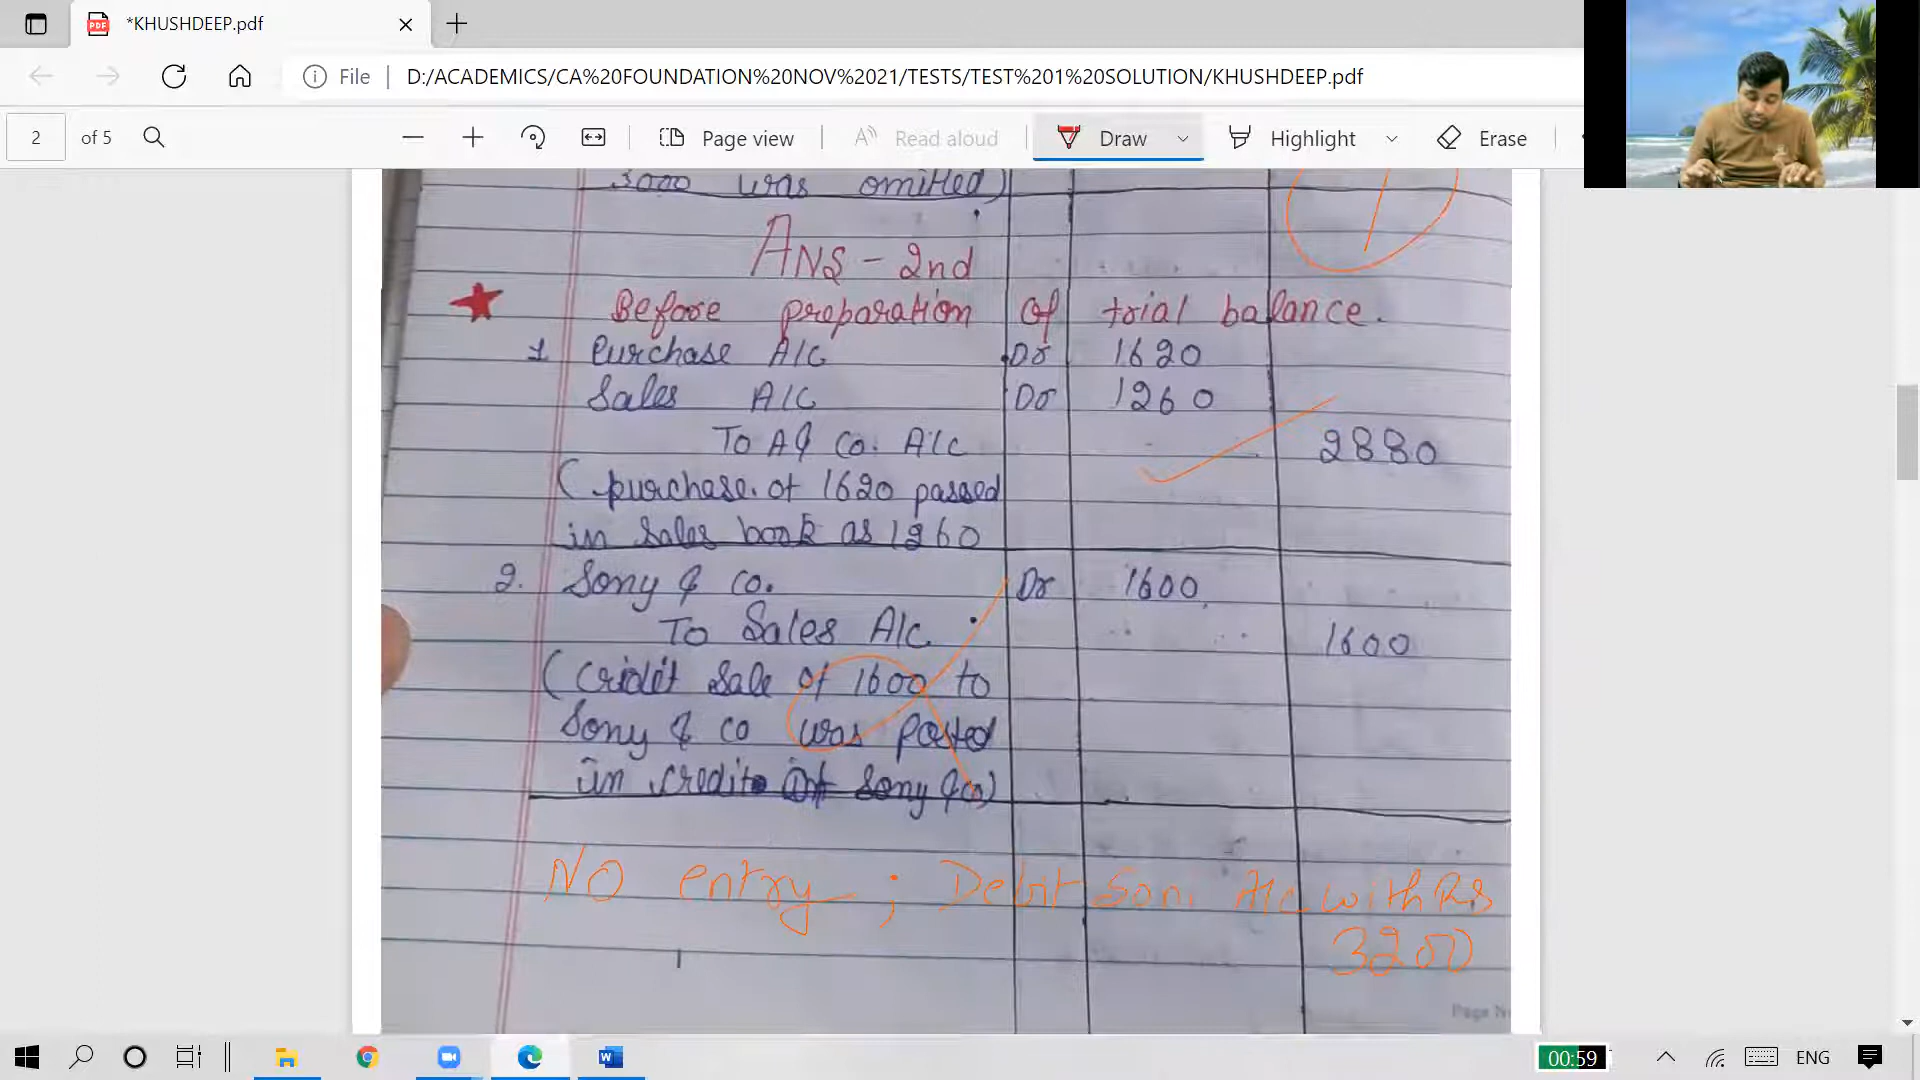 *KHUSHDEEP.pdf
File
D:/ACADEMICS/CA%20FOUNDATION%20NOV%2021/TESTS/TEST%201%20SOLUTION/KHUSHDEEP.pdf
2 of 5
Page view
Read aloud
Draw
Highlight
Erase
3000 was omitted)
ANS - 2nd
Before preparation of trial balance.
1 Purchase A/C Dr 1620
Sales A/C Dr 1260
To A& Co. A/C 2880
(purchase of 1620 passed
in sales book as 1260
2. Sony & Co. Dr 1600
To Sales A/C 1600
(Cridit Sale of 1600 to
Sony & co was posted
in credit of Sony & co)
NO entry ; Debit Soni A/C with Rs
3200
Page No
00:59
ENG